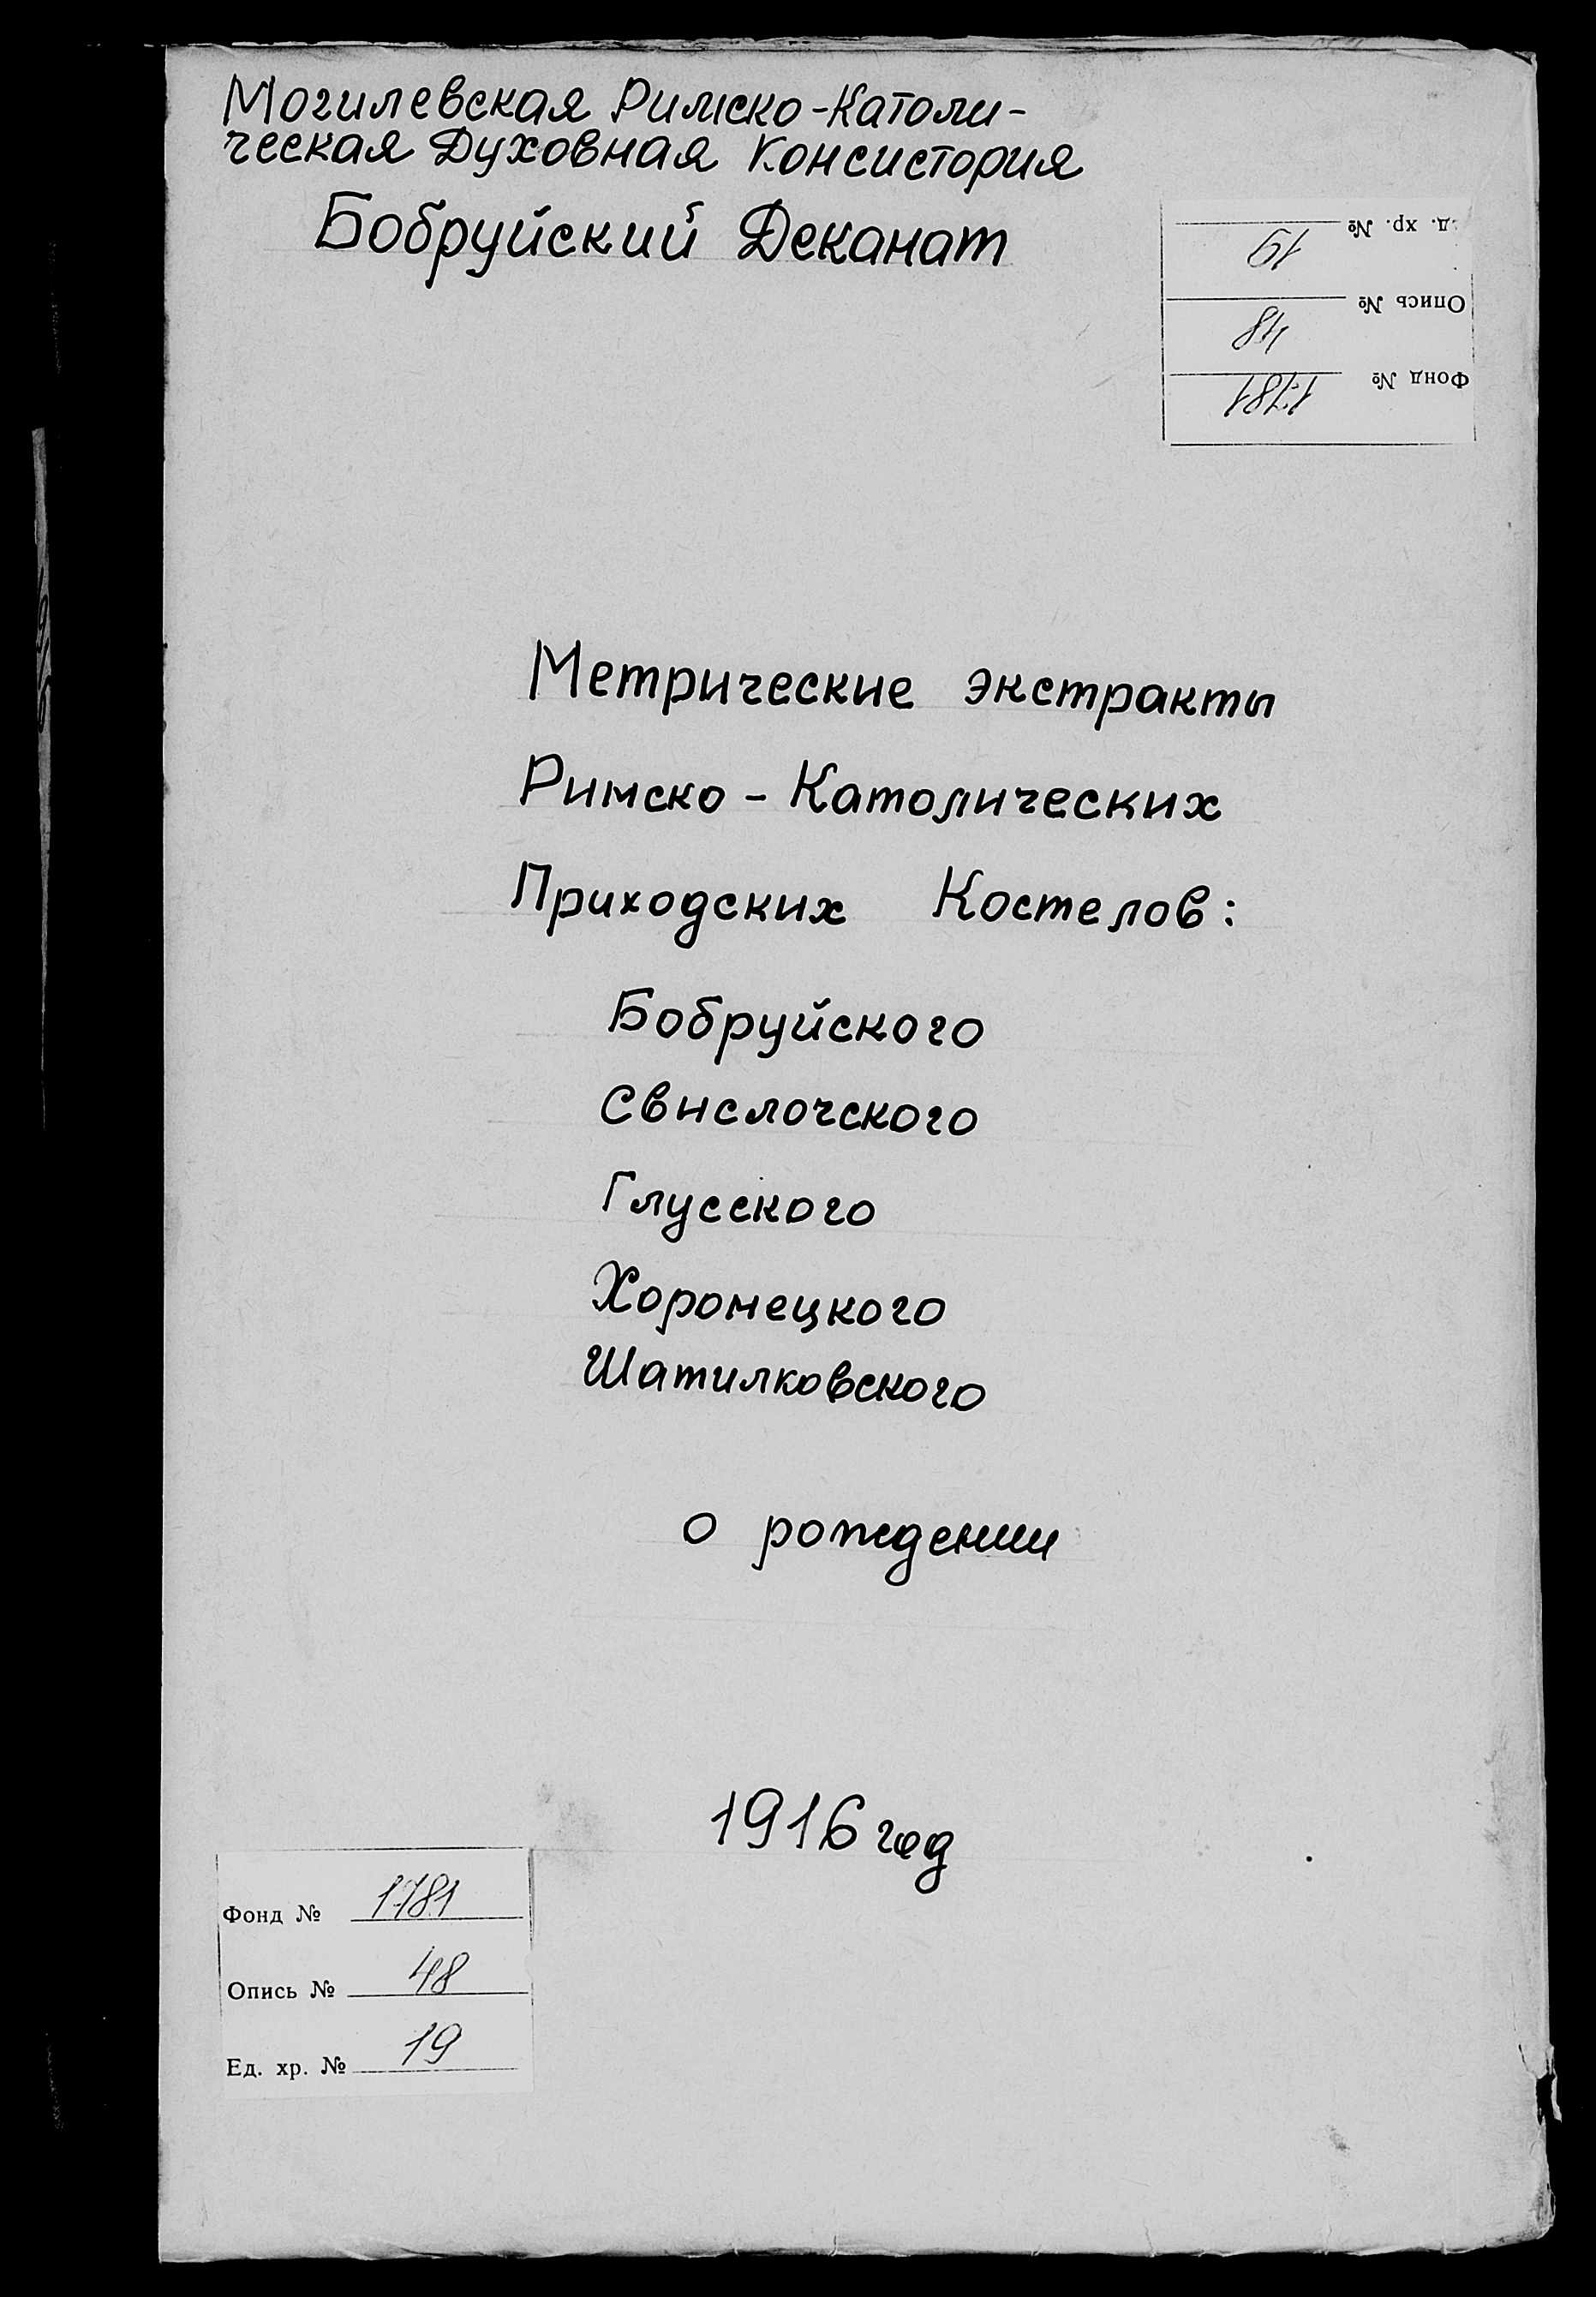 Могилевская Римско-Католи-
ческая Духовная Консистория
Бобруйский Деканат
Ед. хр. № 19
Опись № 48
Фонд № 1781
Метрические экстракты
Римско-Католических
Приходских Костелов:
Бобруйского
Свислочского
Глусского
Хоромецкого
Шатилковского
о рождении
1916 год
Фонд № 1781
Опись № 48
Ед. хр. № 19